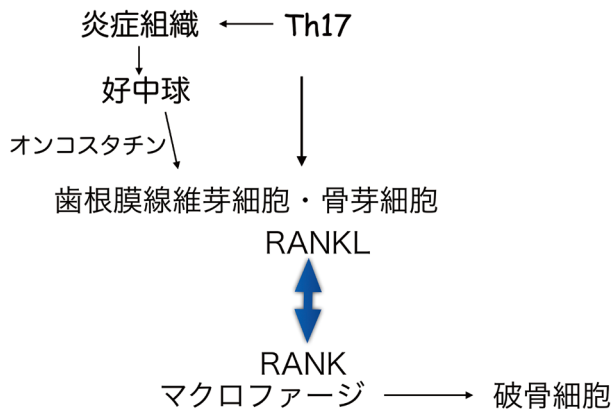 炎症組織 Th17
好中球
オンコスタチン
歯根膜線維芽細胞・骨芽細胞
RANKL
RANK
マクロファージ 破骨細胞